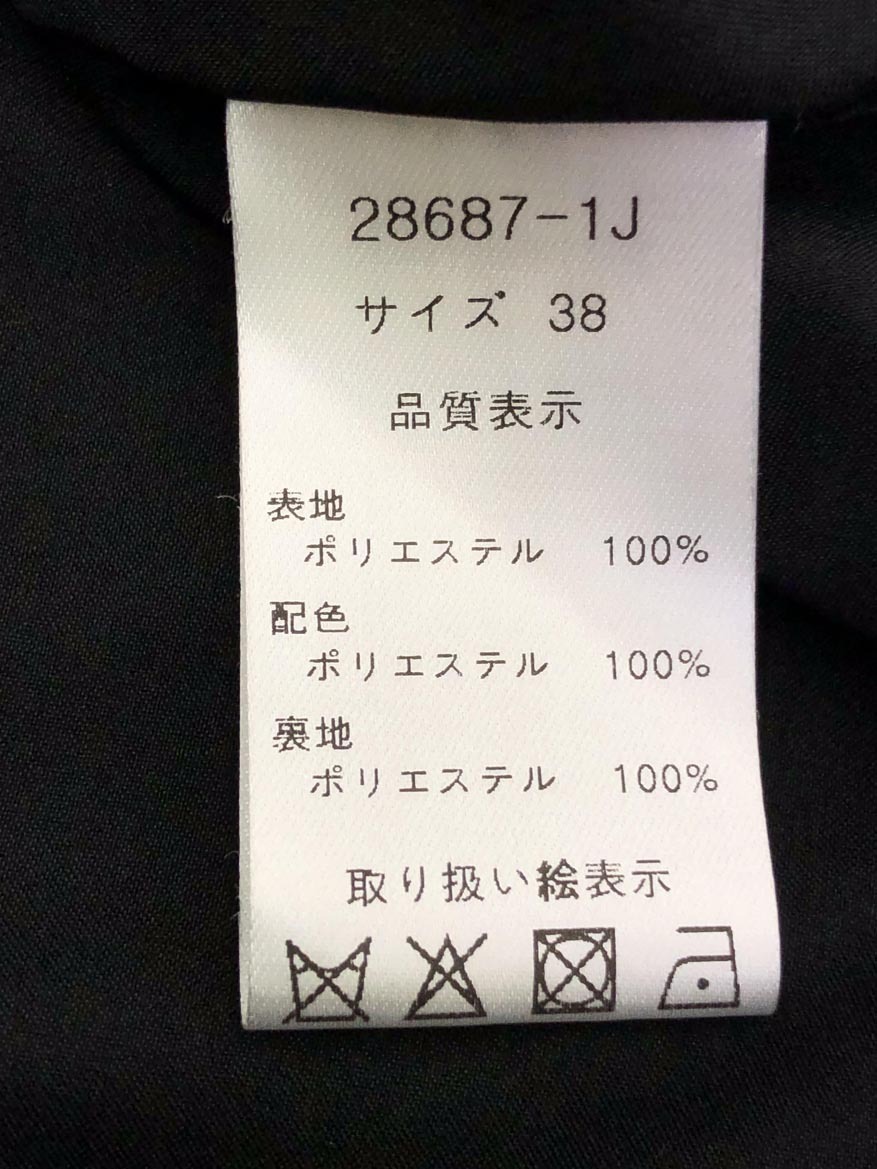 28687-1J
サイズ 38
品質表示
表地
ポリエステル 100%
配色
ポリエステル 100%
裏地
ポリエステル 100%
取り扱い絵表示